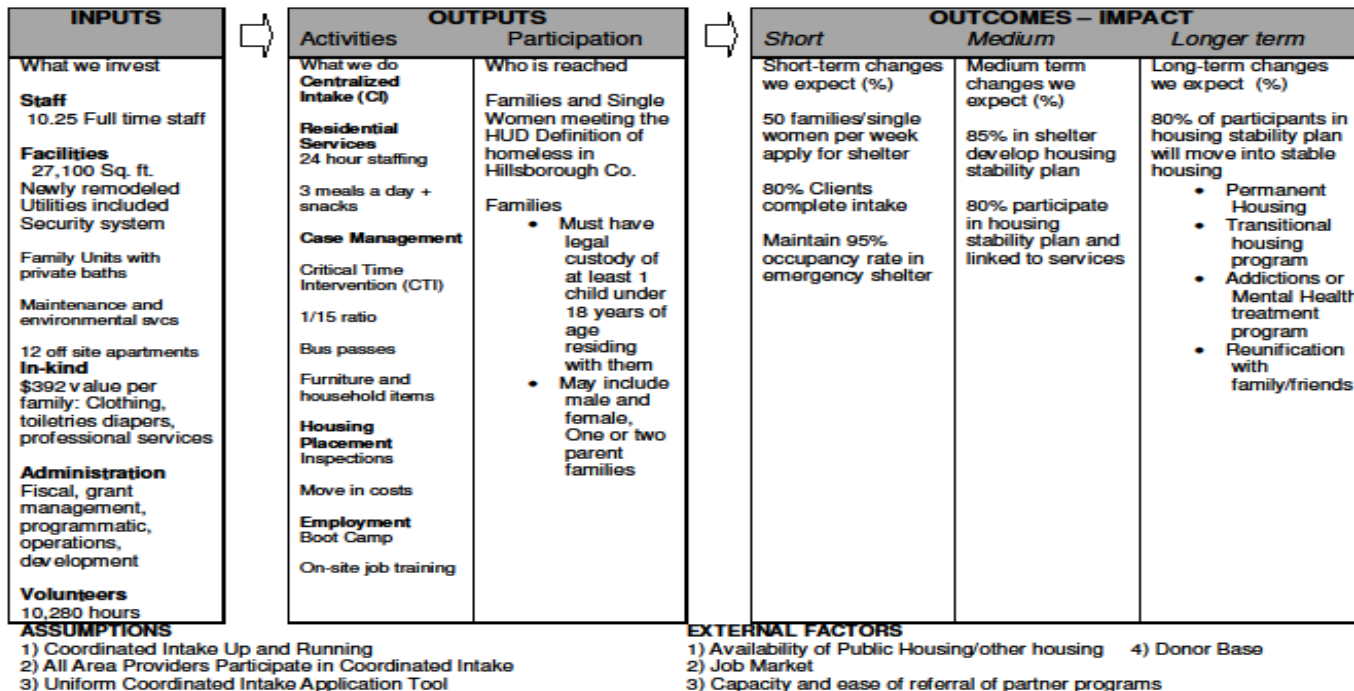 INPUTS
What we invest
Staff
10.25 Full time staff
Facilities
27,100 Sq. ft.
Newly remodeled
Utilities included
Security system
Family Units with
private baths
Maintenance and
environmental svcs
12 off site apartments
In-kind
$392 value per
family: Clothing,
toiletries diapers,
professional services
Administration
Fiscal, grant
management,
programmatic,
operations,
development
Volunteers
10,280 hours
OUTPUTS
Activities
What we do
Centralized
Intake (CI)
Residential
Services
24 hour staffing
3 meals a day +
snacks
Case Management
Critical Time
Intervention (CTI)
1/15 ratio
Bus passes
Furniture and
household items
Housing
Placement
Inspections
Move in costs
Employment
Boot Camp
On-site job training
Participation
Who is reached
Families and Single
Women meeting the
HUD Definition of
homeless in
Hillsborough Co.
Families
• Must have
legal
custody of
at least 1
child under
18 years of
age
residing
with them
• May include
male and
female,
One or two
parent
families
OUTCOMES – IMPACT
Short
Short-term changes
we expect (%)
50 families/single
women per week
apply for shelter
80% Clients
complete intake
Maintain 95%
occupancy rate in
emergency shelter
Medium
Medium term
changes we
expect (%)
85% in shelter
develop housing
stability plan
80% participate
in housing
stability plan and
linked to services
Longer term
Long-term changes
we expect (%)
80% of participants in
housing stability plan
will move into stable
housing
• Permanent
Housing
• Transitional
housing
program
• Addictions or
Mental Health
treatment
program
• Reunification
with
family/friends
ASSUMPTIONS
1) Coordinated Intake Up and Running
2) All Area Providers Participate in Coordinated Intake
3) Uniform Coordinated Intake Application Tool
EXTERNAL FACTORS
1) Availability of Public Housing/other housing 4) Donor Base
2) Job Market
3) Capacity and ease of referral of partner programs